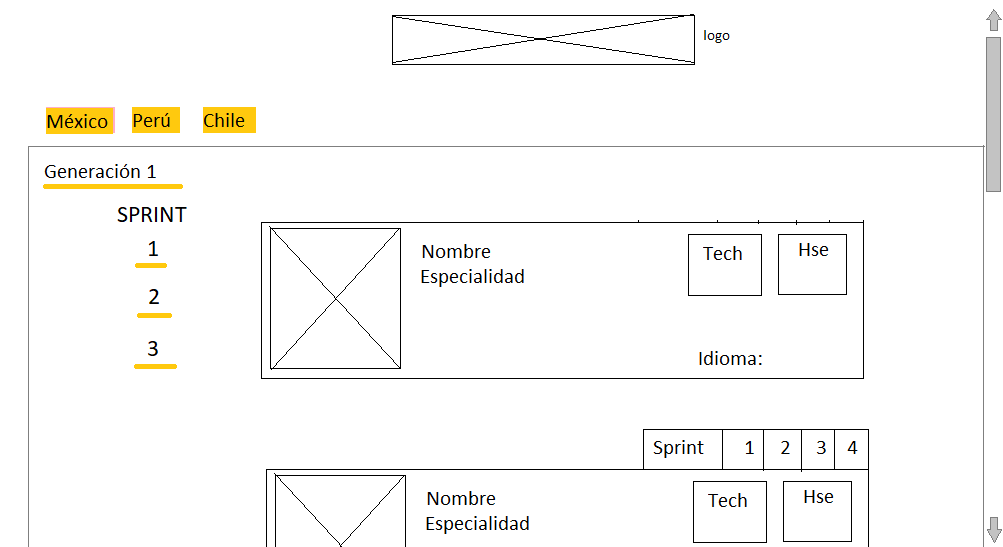 logo
México Perú Chile
Generación 1
SPRINT
1
2
3
Nombre
Especialidad
Tech Hse
Idioma:
Sprint 1 2 3 4
Nombre
Especialidad
Tech Hse